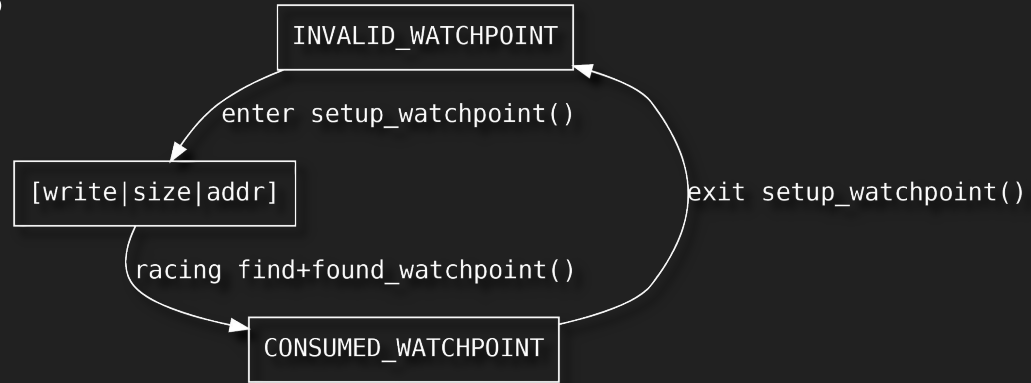 INVALID_WATCHPOINT
enter setup_watchpoint()
[write|size|addr]
exit setup_watchpoint()
racing find+found_watchpoint()
CONSUMED_WATCHPOINT